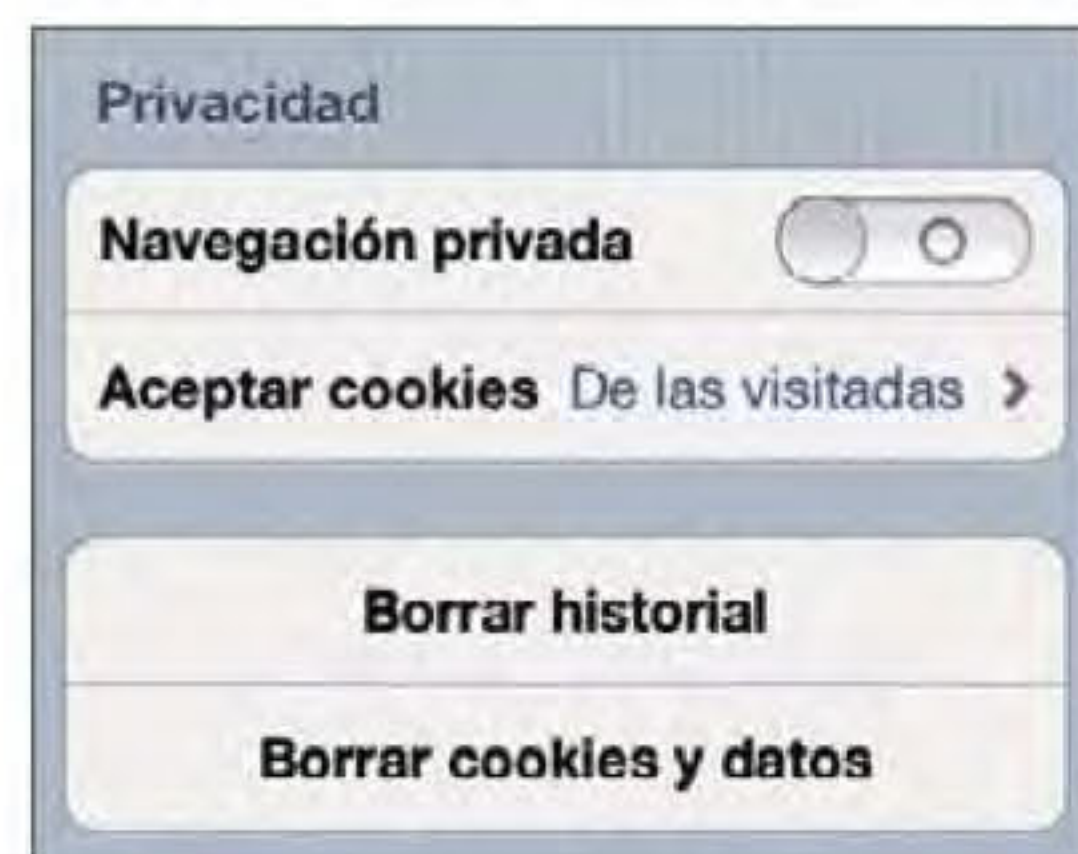 Privacidad
Navegación privada
Aceptar cookies De las visitadas
Borrar historial
Borrar cookies y datos